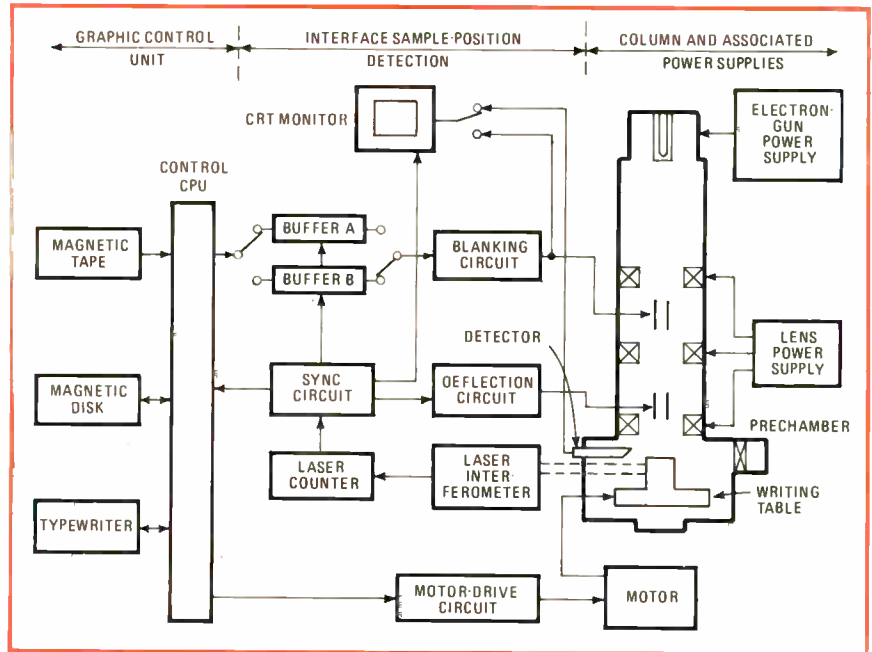 GRAPHIC CONTROL
UNIT
INTERFACE SAMPLE-POSITION
DETECTION
COLUMN AND ASSOCIATED
POWER SUPPLIES
CRT MONITOR
ELECTRON-
GUN
POWER
SUPPLY
CONTROL
CPU
MAGNETIC
TAPE
BUFFER A
BUFFER B
BLANKING
CIRCUIT
DETECTOR
LENS
POWER
SUPPLY
MAGNETIC
DISK
SYNC
CIRCUIT
OEFLECTION
CIRCUIT
PRECHAMBER
LASER
COUNTER
LASER
INTER-
FEROMETER
WRITING
TABLE
TYPEWRITER
MOTOR-DRIVE
CIRCUIT
MOTOR